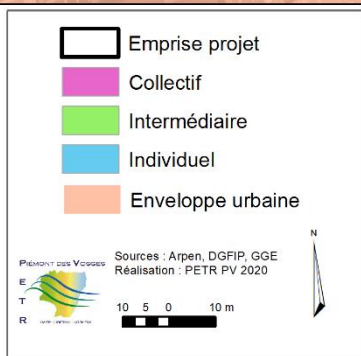 Emprise projet
Collectif
Intermédiaire
Individuel
Enveloppe urbaine
N
PIÉMONT DES VOSGES
P
E
T
R
Sources : Arpen, DGFIP, GGE
Réalisation : PETR PV 2020
10 5 0 10 m